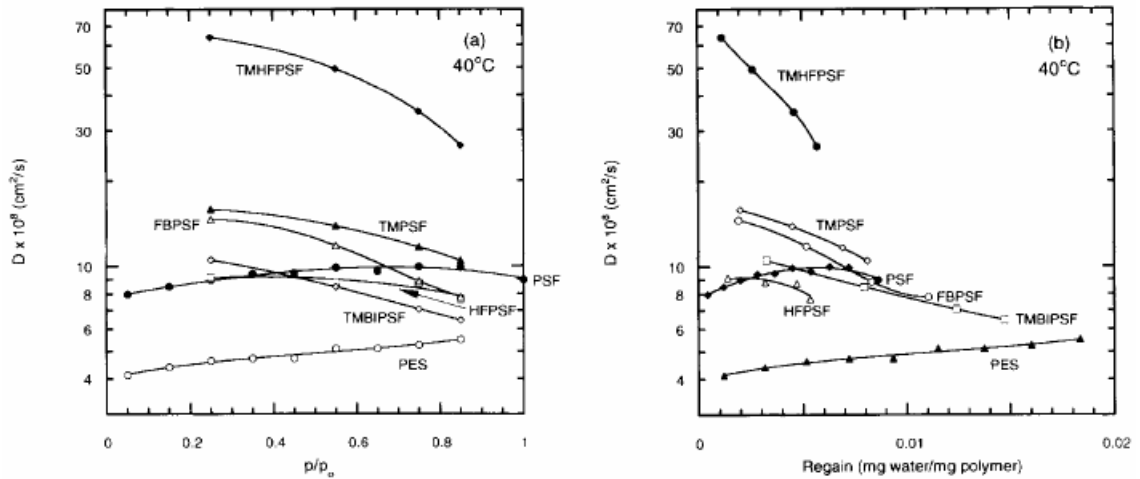 70
50
10
8
6
4
D x 10⁸ (cm²/s)
(a)
40°C
TMHFPSF
FBPSF
TMPSF
PSF
HFPSF
TMBIPSF
PES
0
0.2
0.4
0.6
0.8
1
p/pₒ
70
50
10
8
6
4
D x 10⁸ (cm²/s)
(b)
40°C
TMHFPSF
TMPSF
PSF
FBPSF
HFPSF
TMBIPSF
PES
0
0.01
0.02
Regain (mg water/mg polymer)